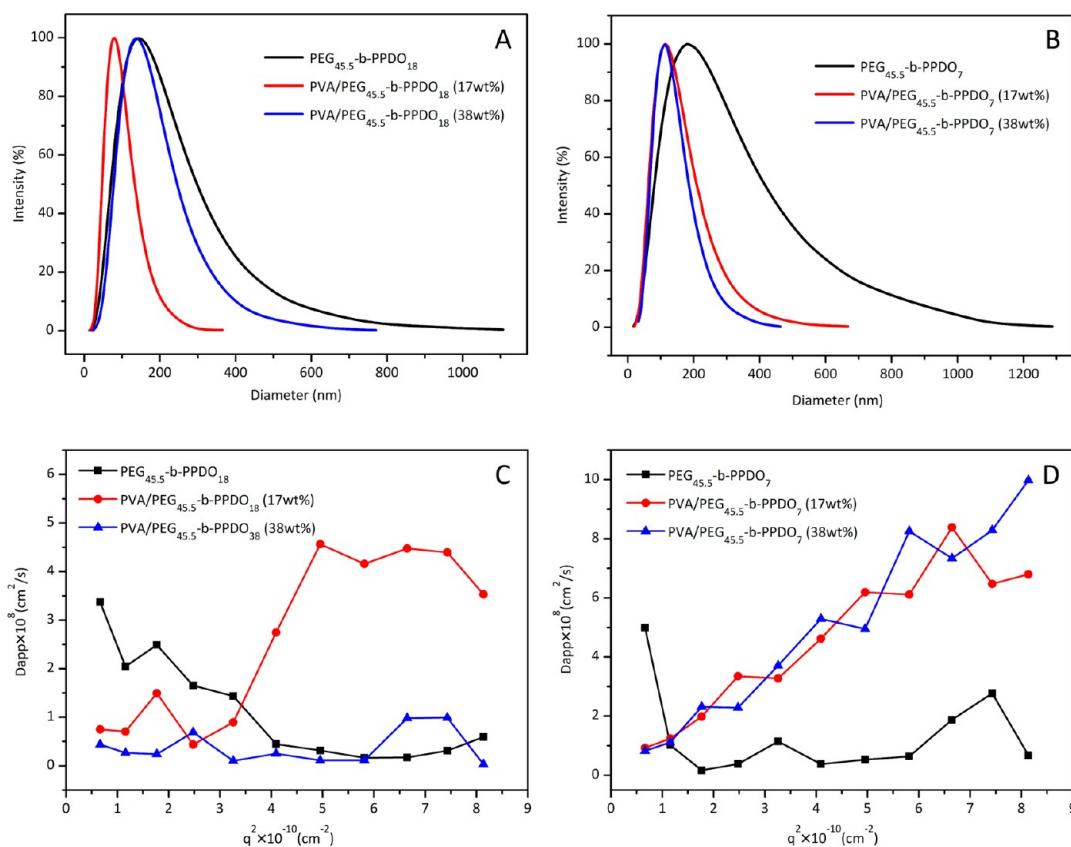 A
PEG45.5-b-PPDO18
PVA/PEG45.5-b-PPDO18 (17wt%)
PVA/PEG45.5-b-PPDO18 (38wt%)
Intensity (%)
100
80
60
40
20
0
0 200 400 600 800 1000
Diameter (nm)
B
PEG45.5-b-PPDO7
PVA/PEG45.5-b-PPDO7 (17wt%)
PVA/PEG45.5-b-PPDO7 (38wt%)
Intensity (%)
100
80
60
40
20
0
0 200 400 600 800 1000 1200
Diameter (nm)
C
PEG45.5-b-PPDO18
PVA/PEG45.5-b-PPDO18 (17wt%)
PVA/PEG45.5-b-PPDO38 (38wt%)
Dapp×10^8 (cm^2/s)
6
5
4
3
2
1
0
0 1 2 3 4 5 6 7 8 9
q^2×10^-10 (cm^-2)
D
PEG45.5-b-PPDO7
PVA/PEG45.5-b-PPDO7 (17wt%)
PVA/PEG45.5-b-PPDO7 (38wt%)
Dapp×10^8 (cm^2/s)
10
8
6
4
2
0
0 1 2 3 4 5 6 7 8 9
q^2×10^-10 (cm^-2)